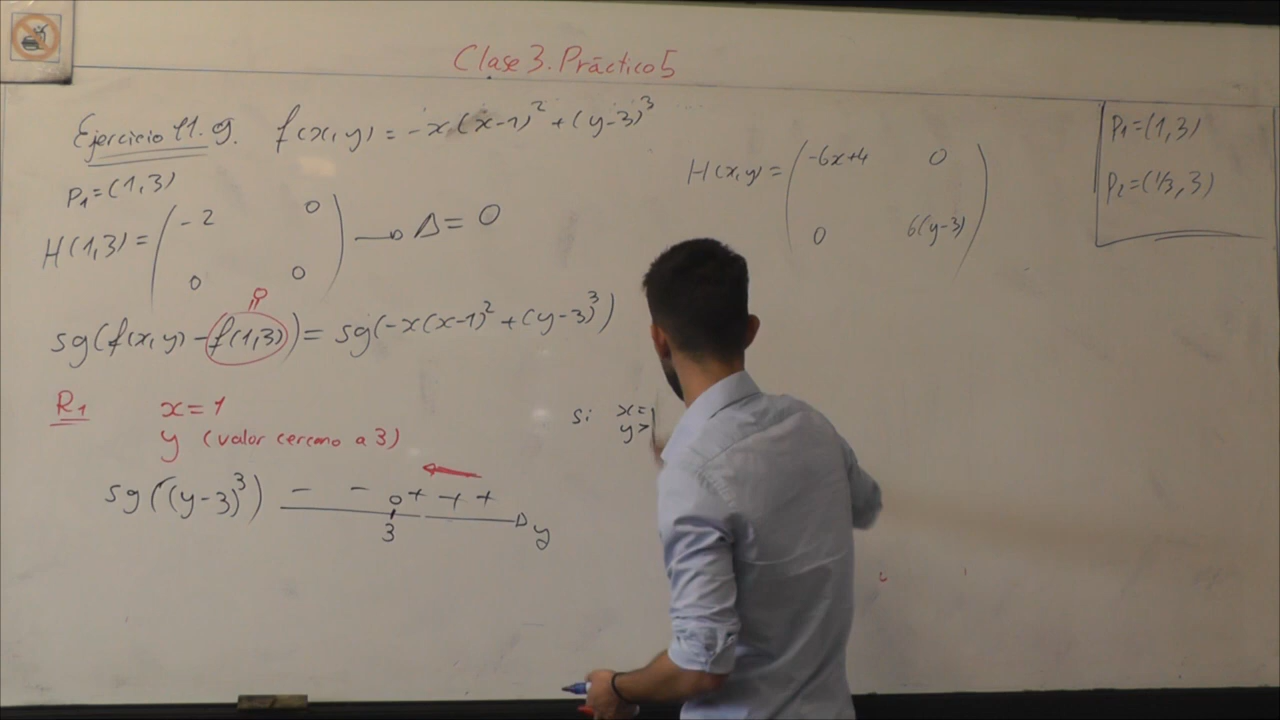 Clase 3. Práctico 5
Ejercicio 11.g. f(x,y)=-x(x-1)²+(y-3)³
P₁=(1,3)
H(1,3)=(-2 0
0 0) → Δ=0
H(x,y)=(-6x+4 0
0 6(y-3))
P₁=(1,3)
P₂=(1/3,3)
0
sg(f(x,y)-f(1,3))=sg(-x(x-1)²+(y-3)³)
R₁ x=1
y (valor cercano a 3)
sg((y-3)³) - - 0 + + +
3 y
si x=
y>